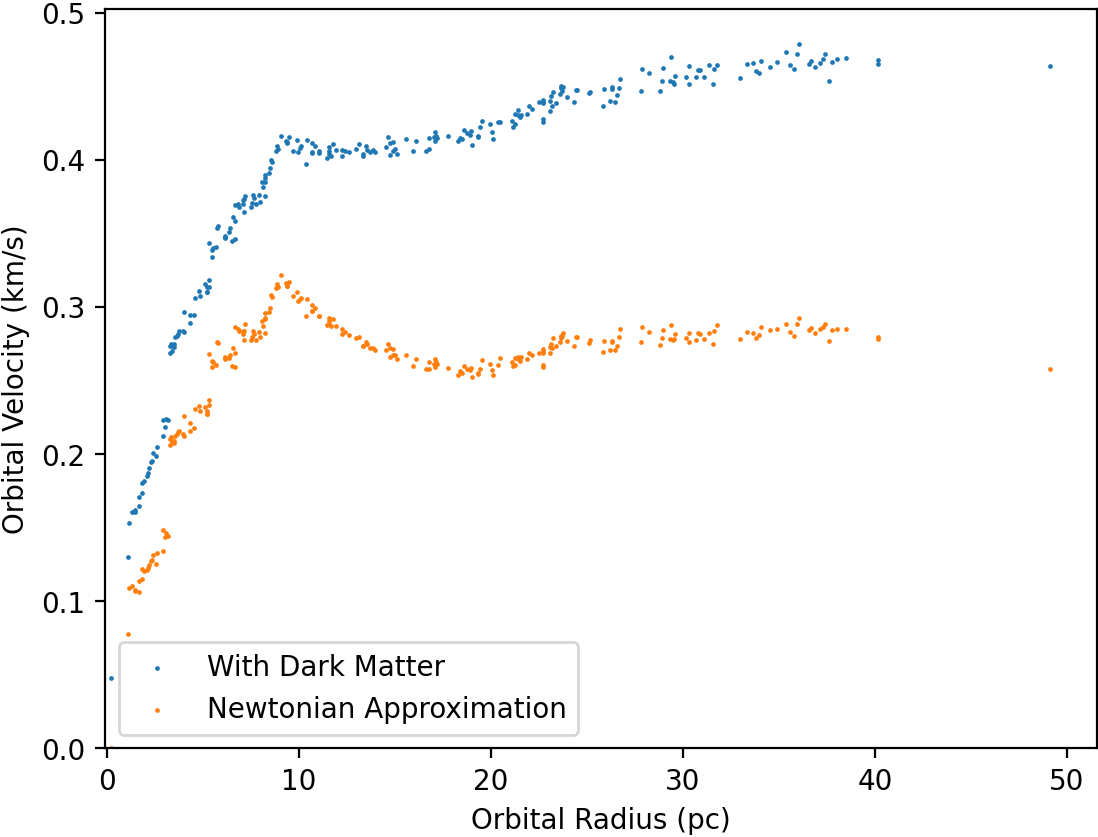 0.5
0.4
0.3
0.2
0.1
0.0
Orbital Velocity (km/s)
With Dark Matter
Newtonian Approximation
0 10 20 30 40 50
Orbital Radius (pc)